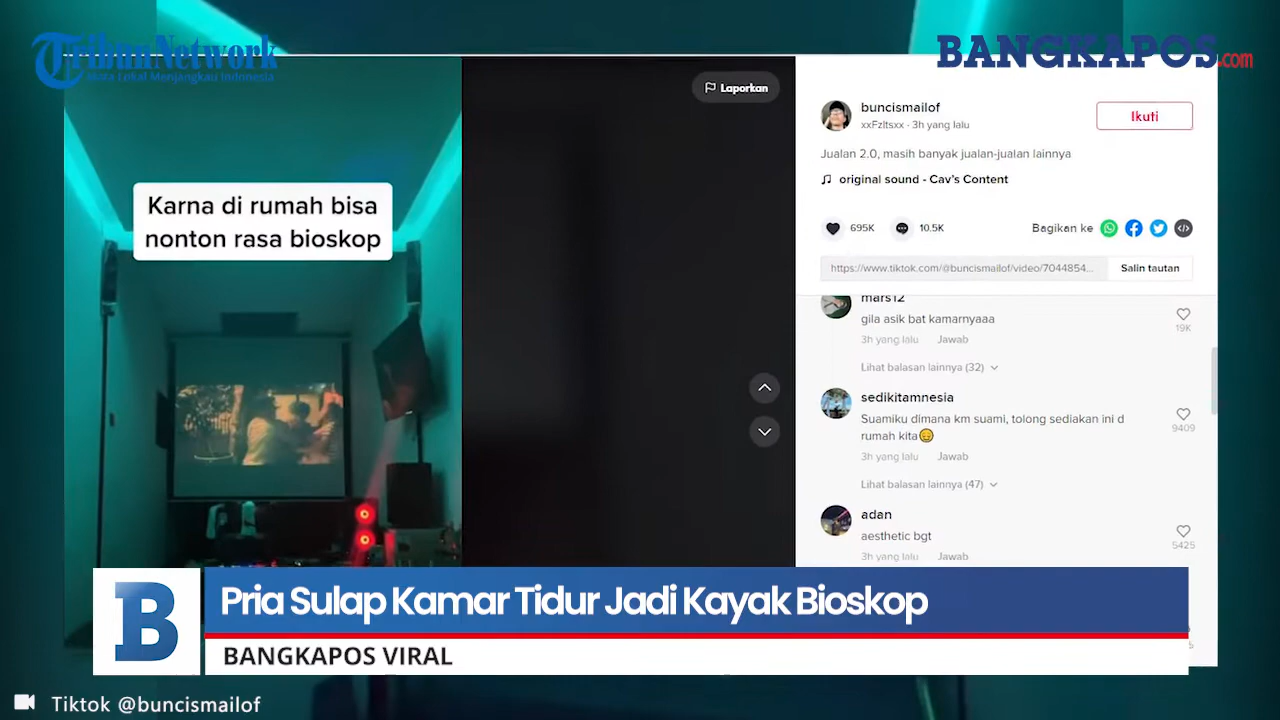 Tribun Network
Mata Lokal Menjangkau Indonesia
BANGKAPOS.com
Laporkan
Karna di rumah bisa
nonton rasa bioskop
buncismailof
xxFzltsxx - 3h yang lalu
Ikuti
Jualan 2.0, masih banyak jualan-jualan lainnya
original sound - Cav's Content
695K
10.5K
Bagikan ke
https://www.tiktok.com/@buncismailof/video/7044854...
Salin tautan
mars12
gila asik bat kamarnyaaa
19K
3h yang lalu
Jawab
Lihat balasan lainnya (32)
sedikitamnesia
Suamiku dimana km suami, tolong sediakan ini d
rumah kita😔
9409
3h yang lalu
Jawab
Lihat balasan lainnya (47)
adan
aesthetic bgt
5425
3h yang lalu
Jawab
B
Pria Sulap Kamar Tidur Jadi Kayak Bioskop
BANGKAPOS VIRAL
Tiktok @buncismailof